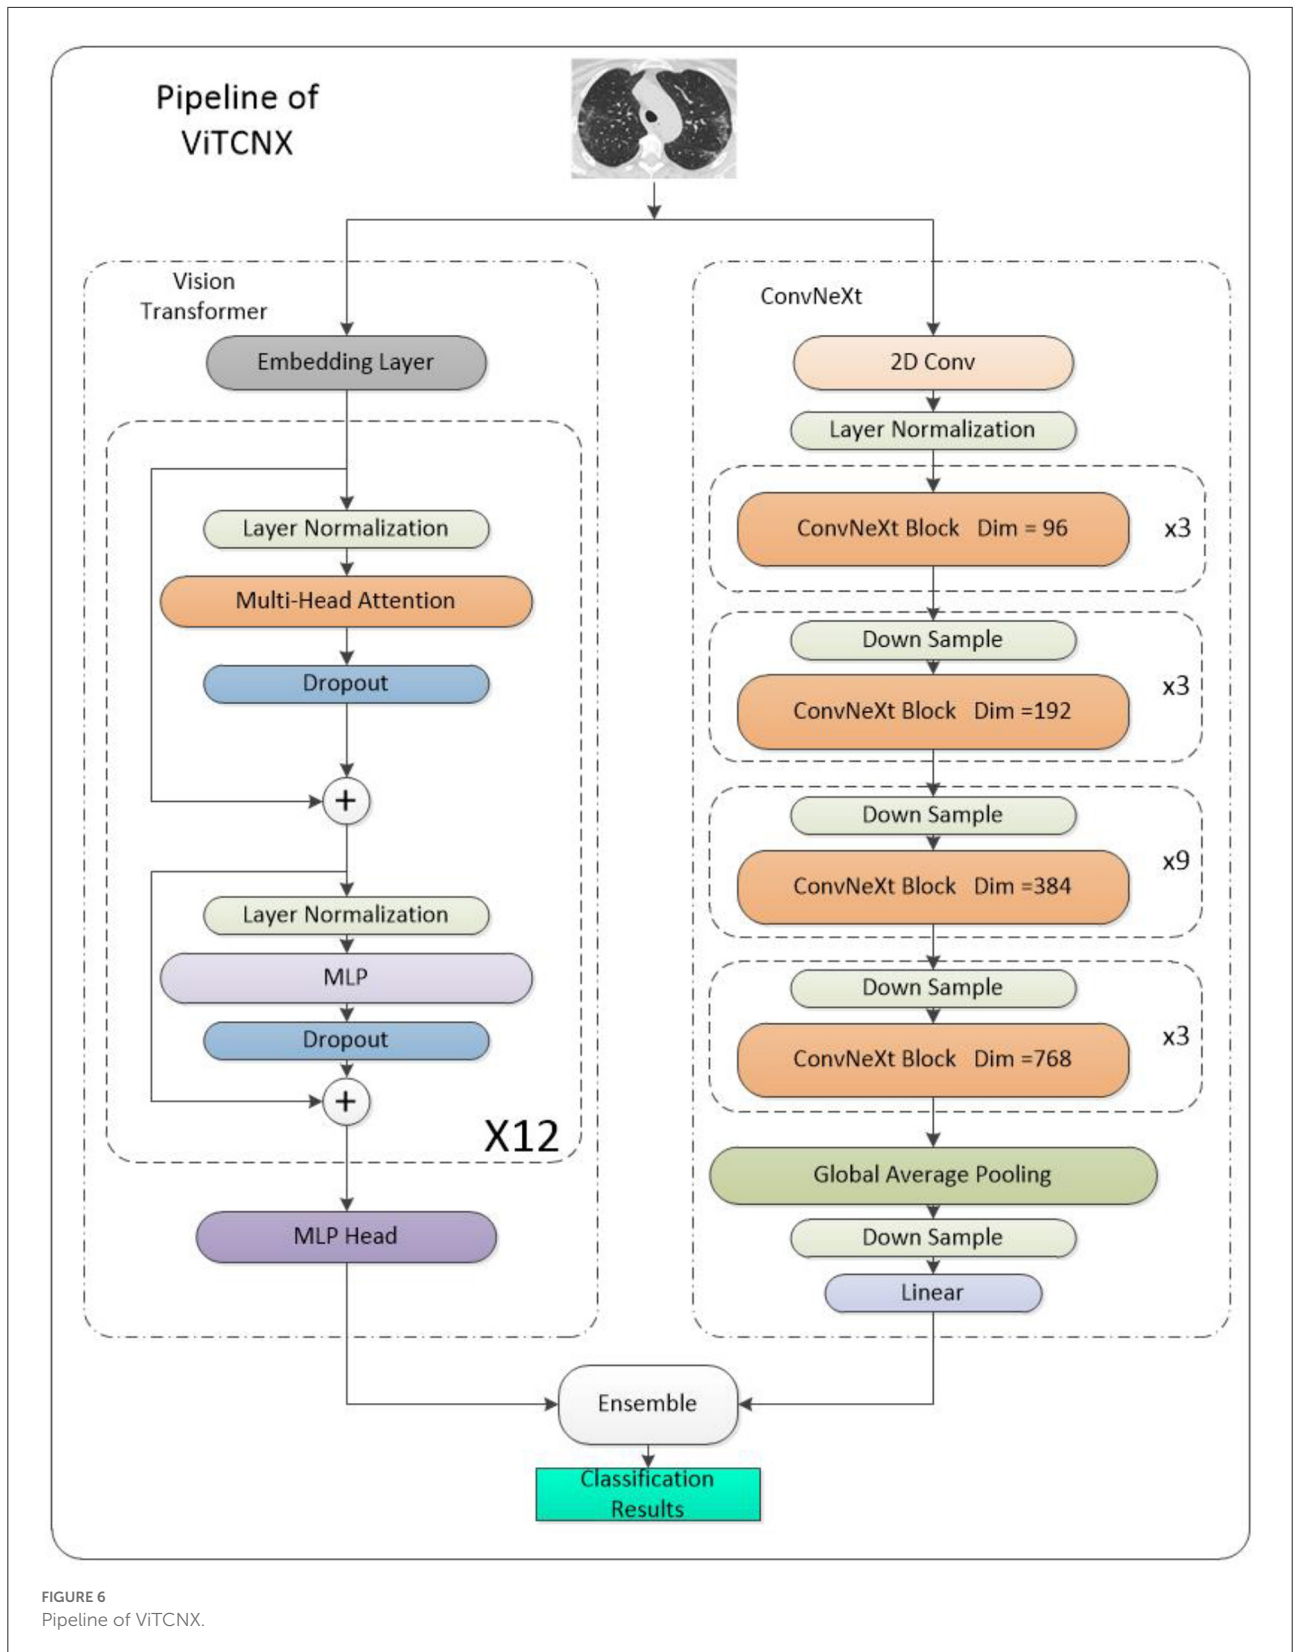 Pipeline of
ViTCNX
Vision
Transformer
Embedding Layer
Layer Normalization
Multi-Head Attention
Dropout
+
Layer Normalization
MLP
Dropout
+
X12
MLP Head
ConvNeXt
2D Conv
Layer Normalization
ConvNeXt Block Dim = 96
x3
Down Sample
ConvNeXt Block Dim =192
x3
Down Sample
ConvNeXt Block Dim =384
x9
Down Sample
ConvNeXt Block Dim =768
x3
Global Average Pooling
Down Sample
Linear
Ensemble
Classification
Results
FIGURE 6
Pipeline of ViTCNX.